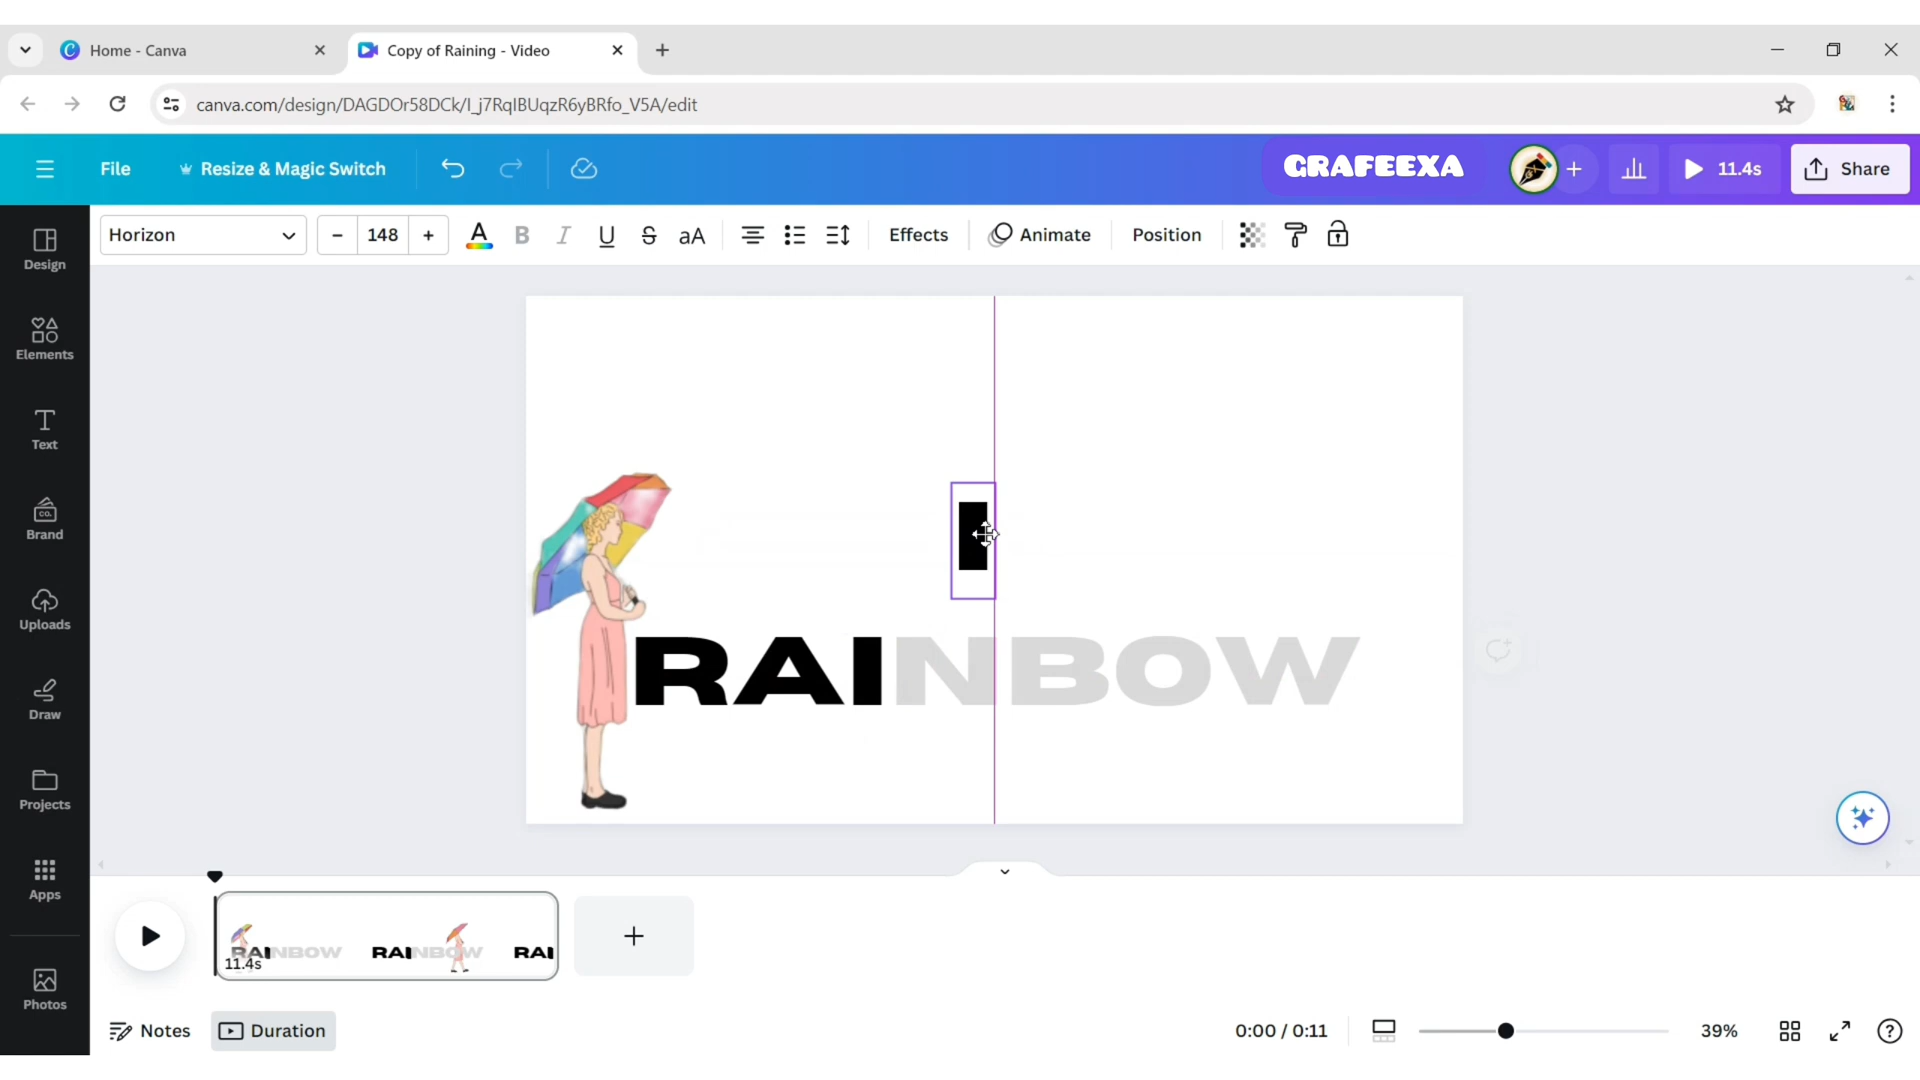 Home - Canva
Copy of Raining - Video
canva.com/design/DAGDOr58DCk/I_j7RqIBUqzR6yBRfo_V5A/edit
File
Resize & Magic Switch
GRAFEEXA
11.4s
Share
Horizon
- 148 +
A B I U S aA
Effects
Animate
Position
Design
Elements
Text
CO.
Brand
Uploads
Draw
Projects
Apps
Photos
I
RAINBOW
RAINBOW RAINBOW RAI
11.4s
Notes
Duration
0:00 / 0:11
39%